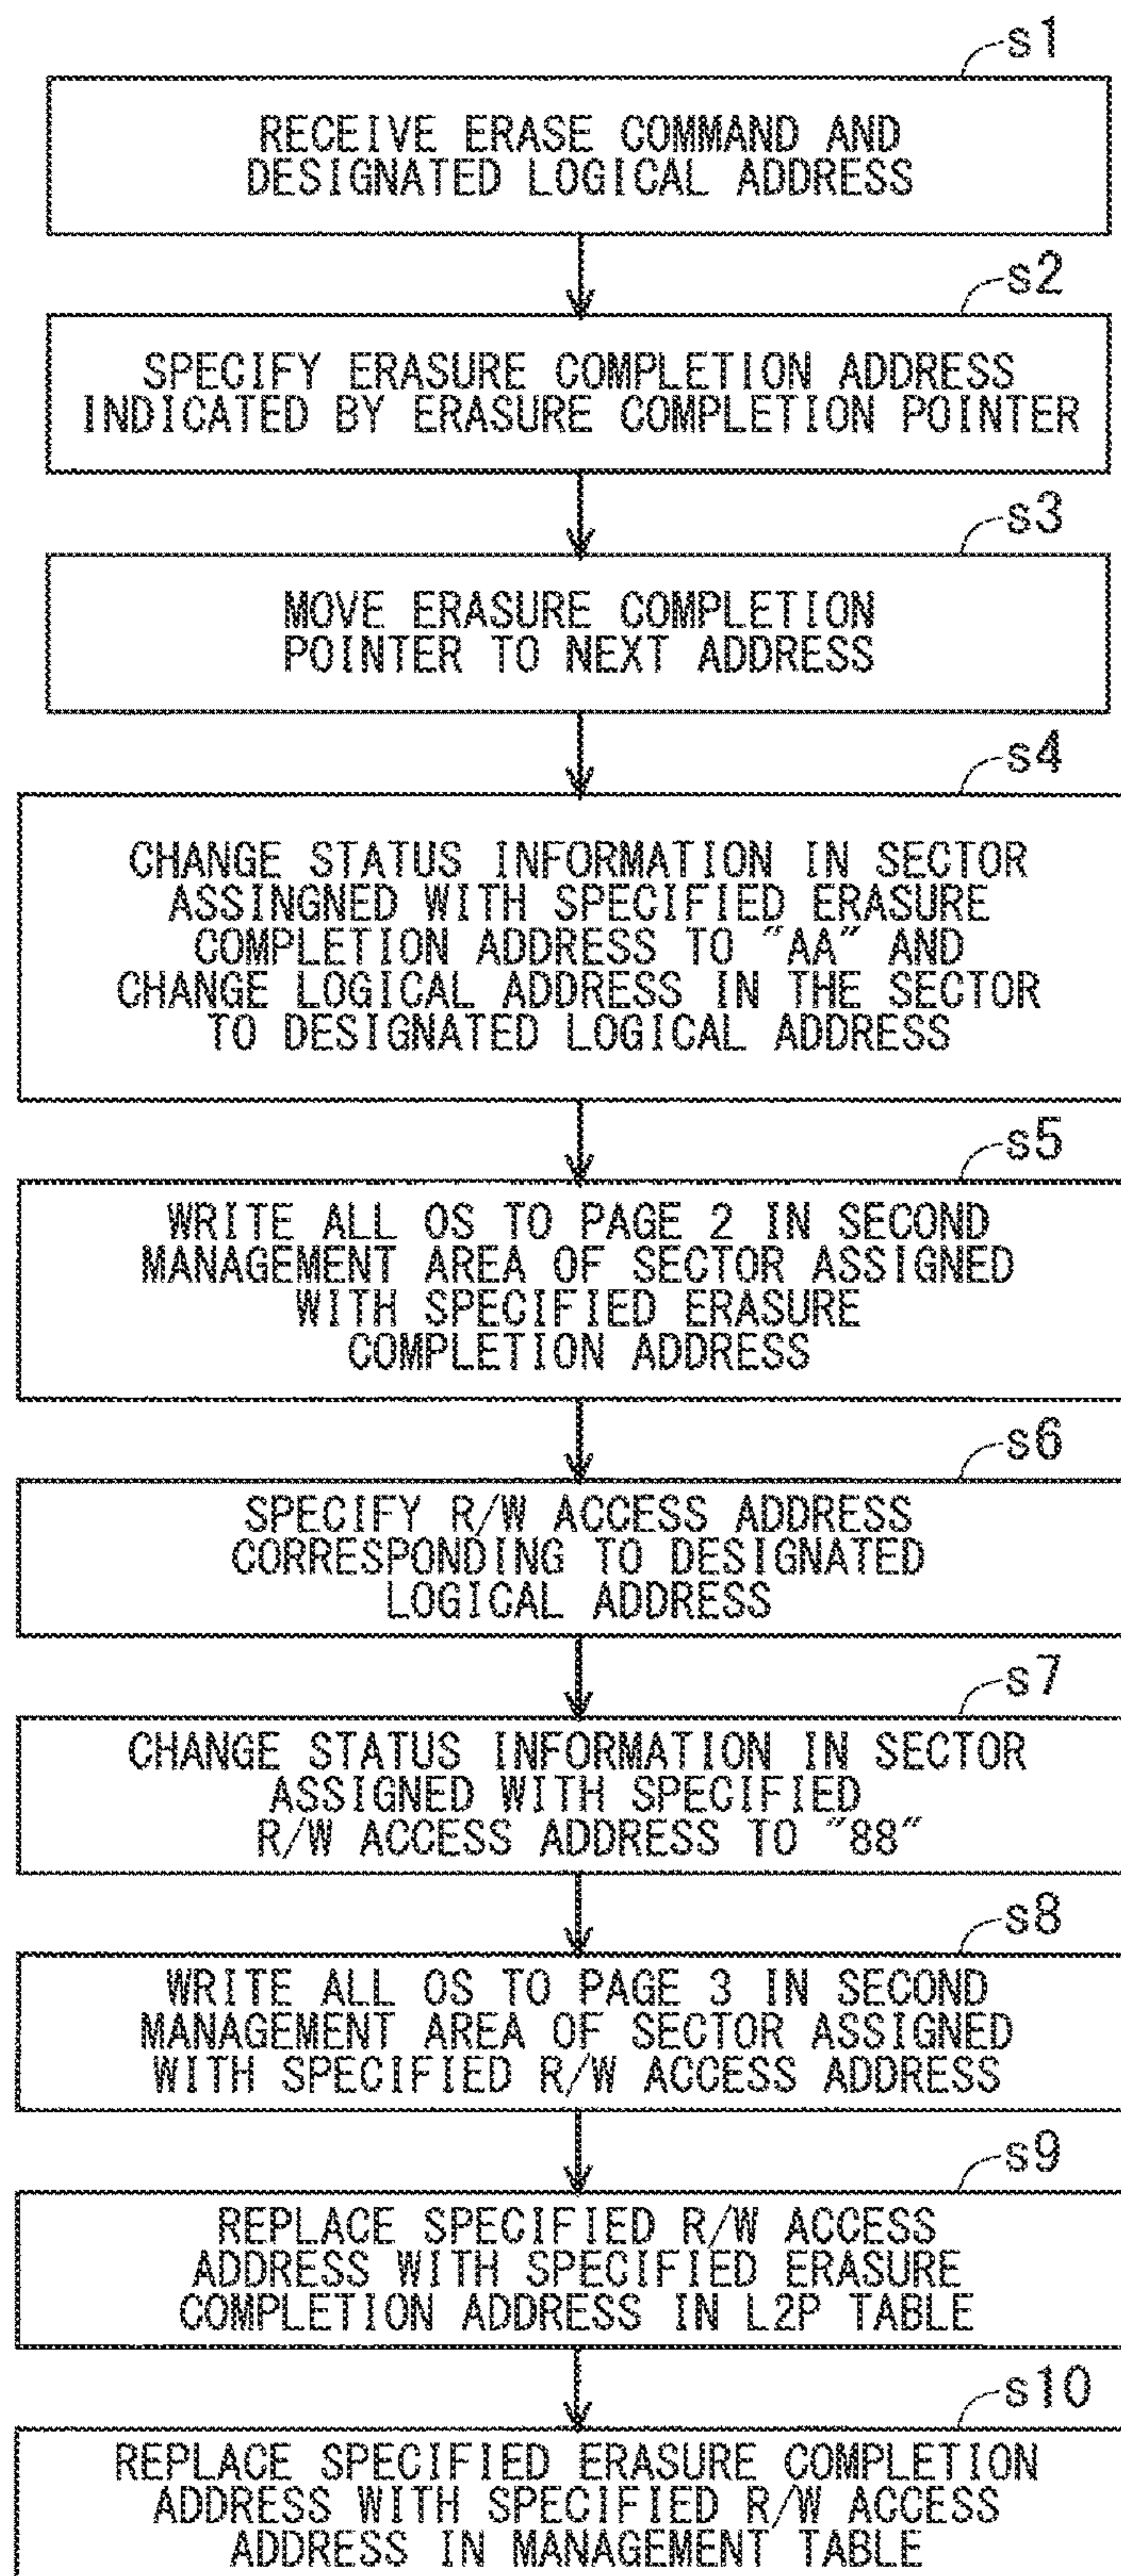 s1
RECEIVE ERASE COMMAND AND
DESIGNATED LOGICAL ADDRESS
s2
SPECIFY ERASURE COMPLETION ADDRESS
INDICATED BY ERASURE COMPLETION POINTER
s3
MOVE ERASURE COMPLETION
POINTER TO NEXT ADDRESS
s4
CHANGE STATUS INFORMATION IN SECTOR
ASSINGNED WITH SPECIFIED ERASURE
COMPLETION ADDRESS TO "AA" AND
CHANGE LOGICAL ADDRESS IN THE SECTOR
TO DESIGNATED LOGICAL ADDRESS
s5
WRITE ALL 0S TO PAGE 2 IN SECOND
MANAGEMENT AREA OF SECTOR ASSIGNED
WITH SPECIFIED ERASURE
COMPLETION ADDRESS
s6
SPECIFY R/W ACCESS ADDRESS
CORRESPONDING TO DESIGNATED
LOGICAL ADDRESS
s7
CHANGE STATUS INFORMATION IN SECTOR
ASSIGNED WITH SPECIFIED
R/W ACCESS ADDRESS TO "88"
s8
WRITE ALL 0S TO PAGE 3 IN SECOND
MANAGEMENT AREA OF SECTOR ASSIGNED
WITH SPECIFIED R/W ACCESS ADDRESS
s9
REPLACE SPECIFIED R/W ACCESS
ADDRESS WITH SPECIFIED ERASURE
COMPLETION ADDRESS IN L2P TABLE
s10
REPLACE SPECIFIED ERASURE COMPLETION
ADDRESS WITH SPECIFIED R/W ACCESS
ADDRESS IN MANAGEMENT TABLE